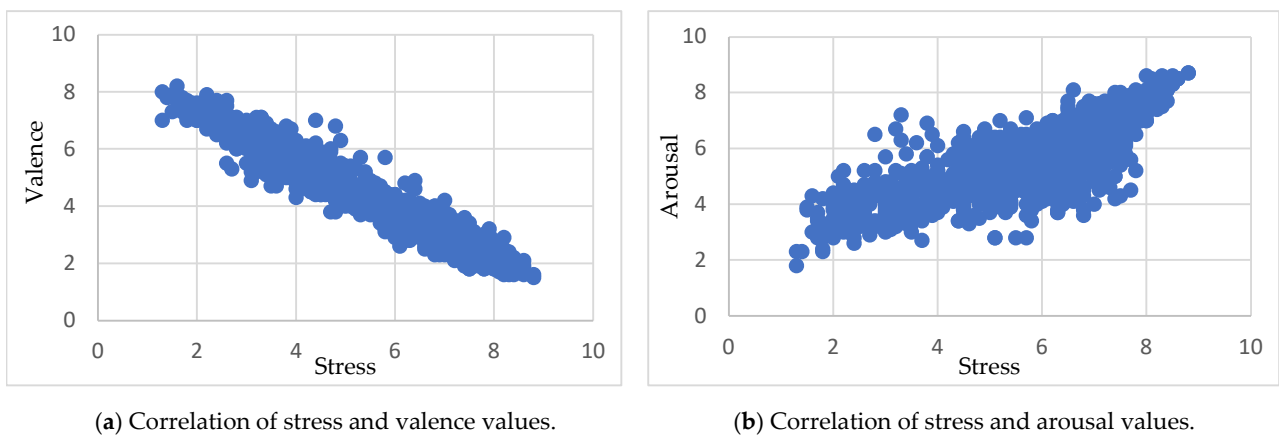 10
8
6
4
2
0
Valence
0 2 4 6 8 10
Stress
(a) Correlation of stress and valence values.
10
8
6
4
2
0
Arousal
0 2 4 6 8 10
Stress
(b) Correlation of stress and arousal values.